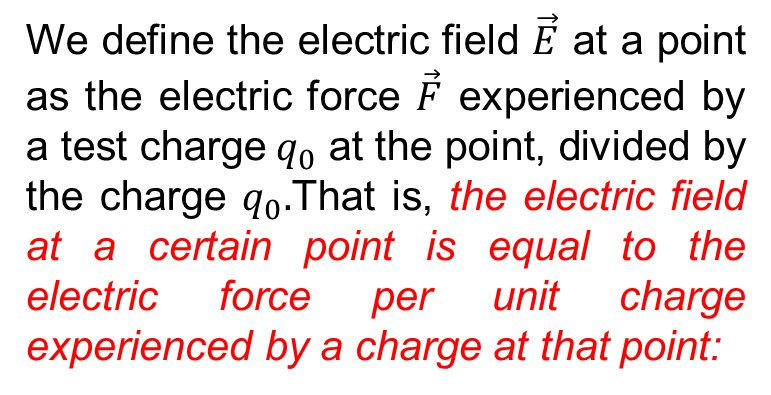 We define the electric field $\vec{E}$ at a point
as the electric force $\vec{F}$ experienced by
a test charge $q_0$ at the point, divided by
the charge $q_0$.That is, the electric field
at a certain point is equal to the
electric force per unit charge
experienced by a charge at that point: